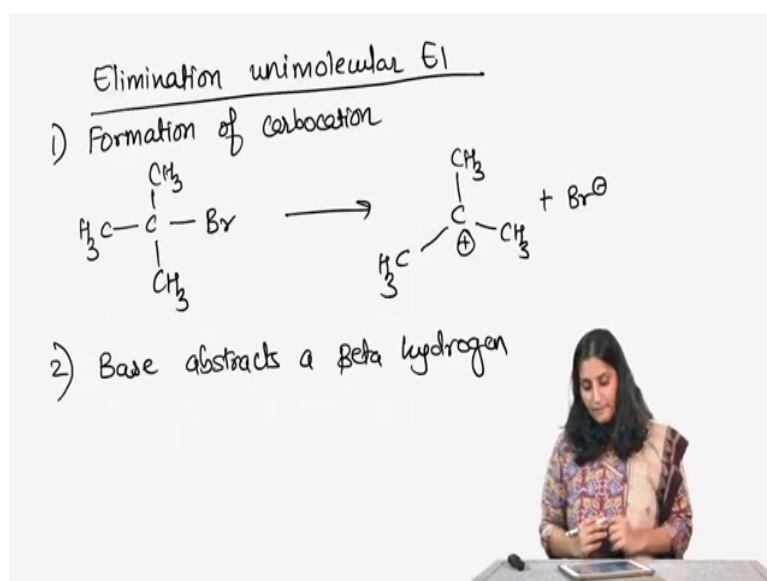 Elimination unimolecular E1
1) Formation of carbocation
CH3
H3C—C—Br
CH3
CH3
C
⊕
H3C
CH3
+ Br⊖
2) Base abstracts a Beta hydrogen